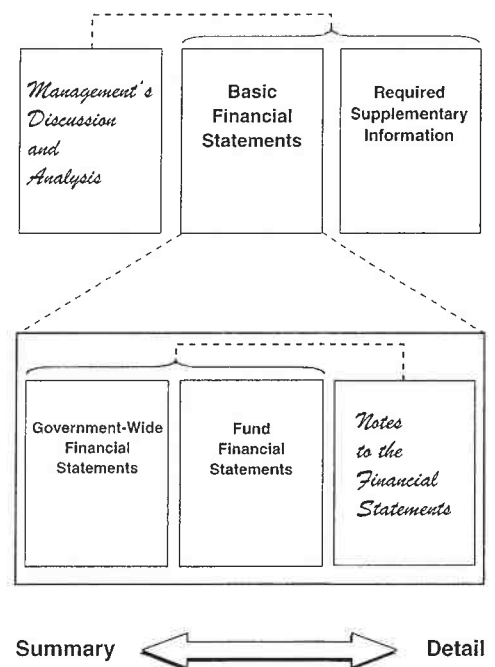 Management's
Discussion
and
Analysis
Basic
Financial
Statements
Required
Supplementary
Information
Government-Wide
Financial
Statements
Fund
Financial
Statements
Notes
to the
Financial
Statements
Summary
Detail